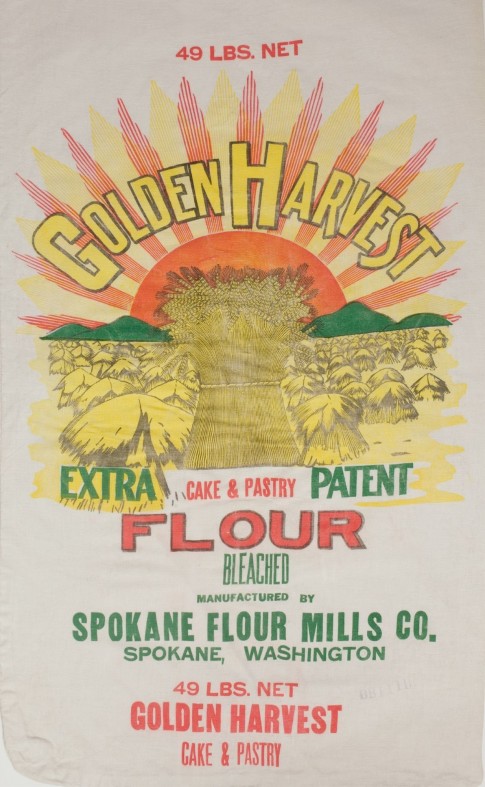 49 LBS. NET
GOLDEN HARVEST
EXTRA CAKE & PASTRY PATENT
FLOUR
BLEACHED
MANUFACTURED BY
SPOKANE FLOUR MILLS CO.
SPOKANE, WASHINGTON
49 LBS. NET
GOLDEN HARVEST
CAKE & PASTRY